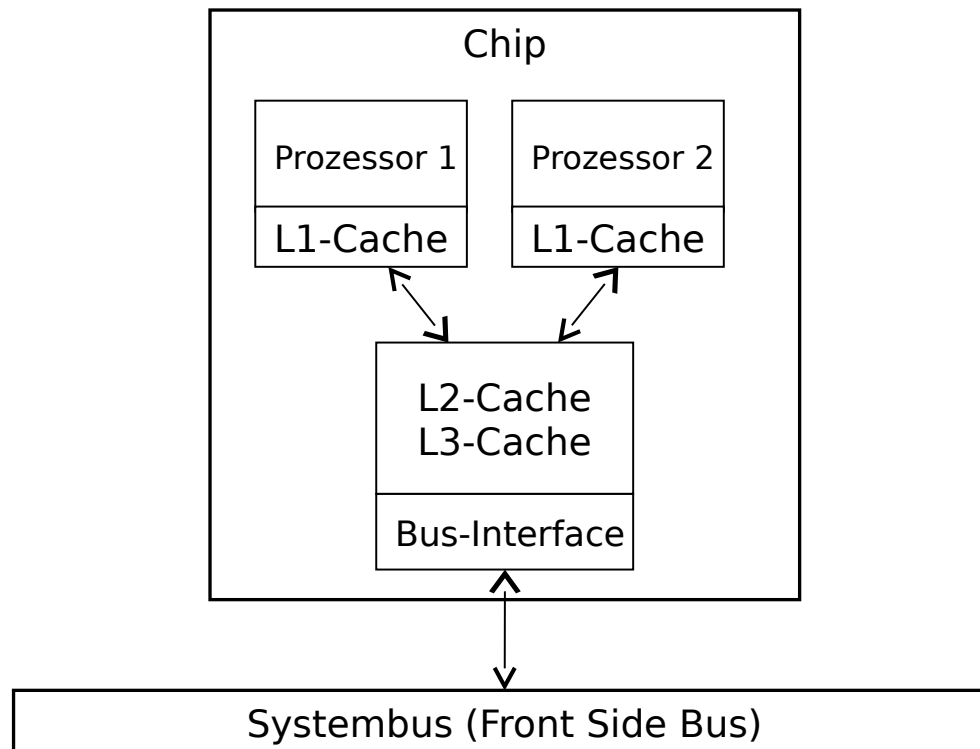 Chip
Prozessor 1
Prozessor 2
L1-Cache
L1-Cache
L2-Cache
L3-Cache
Bus-Interface
Systembus (Front Side Bus)